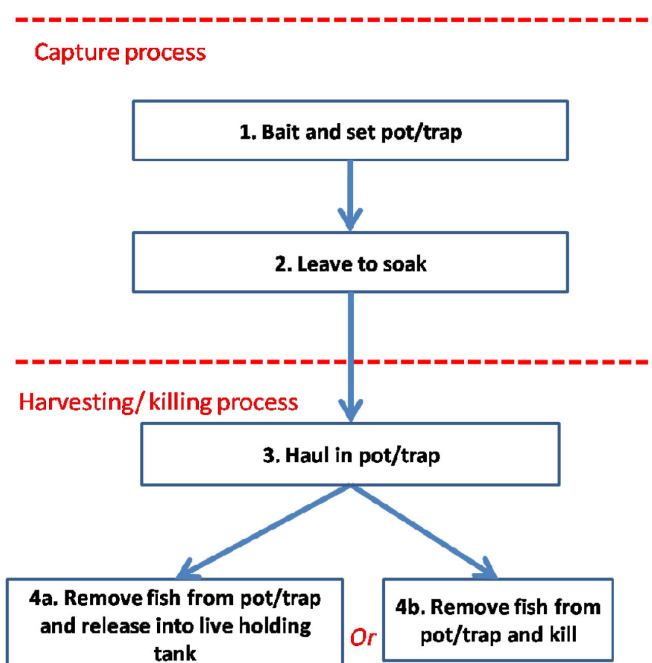 Capture process
1. Bait and set pot/trap
2. Leave to soak
Harvesting/ killing process
3. Haul in pot/trap
4a. Remove fish from pot/trap
and release into live holding
tank
Or
4b. Remove fish from
pot/trap and kill